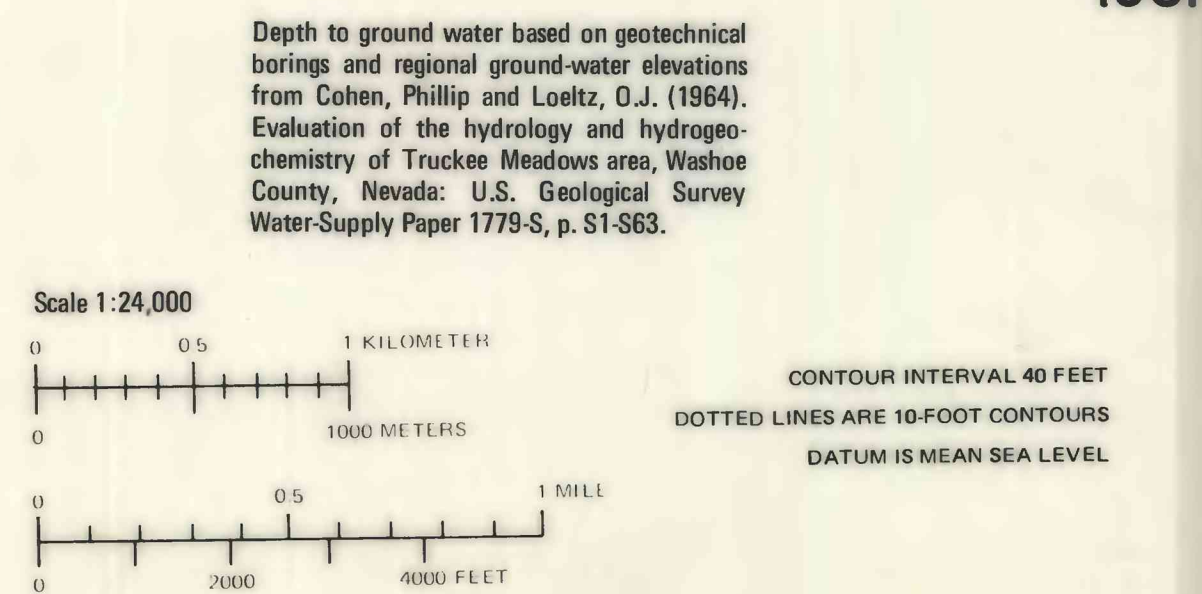 Depth to ground water based on geotechnical
borings and regional ground-water elevations
from Cohen, Phillip and Loeltz, O.J. (1964).
Evaluation of the hydrology and hydrogeo-
chemistry of Truckee Meadows area, Washoe
County, Nevada: U.S. Geological Survey
Water-Supply Paper 1779-S, p. S1-S63.
Scale 1:24,000
0 0 5 1 KILOMETER
0 1000 METERS
0 0 5 1 MILE
0 2000 4000 FEET
CONTOUR INTERVAL 40 FEET
DOTTED LINES ARE 10-FOOT CONTOURS
DATUM IS MEAN SEA LEVEL